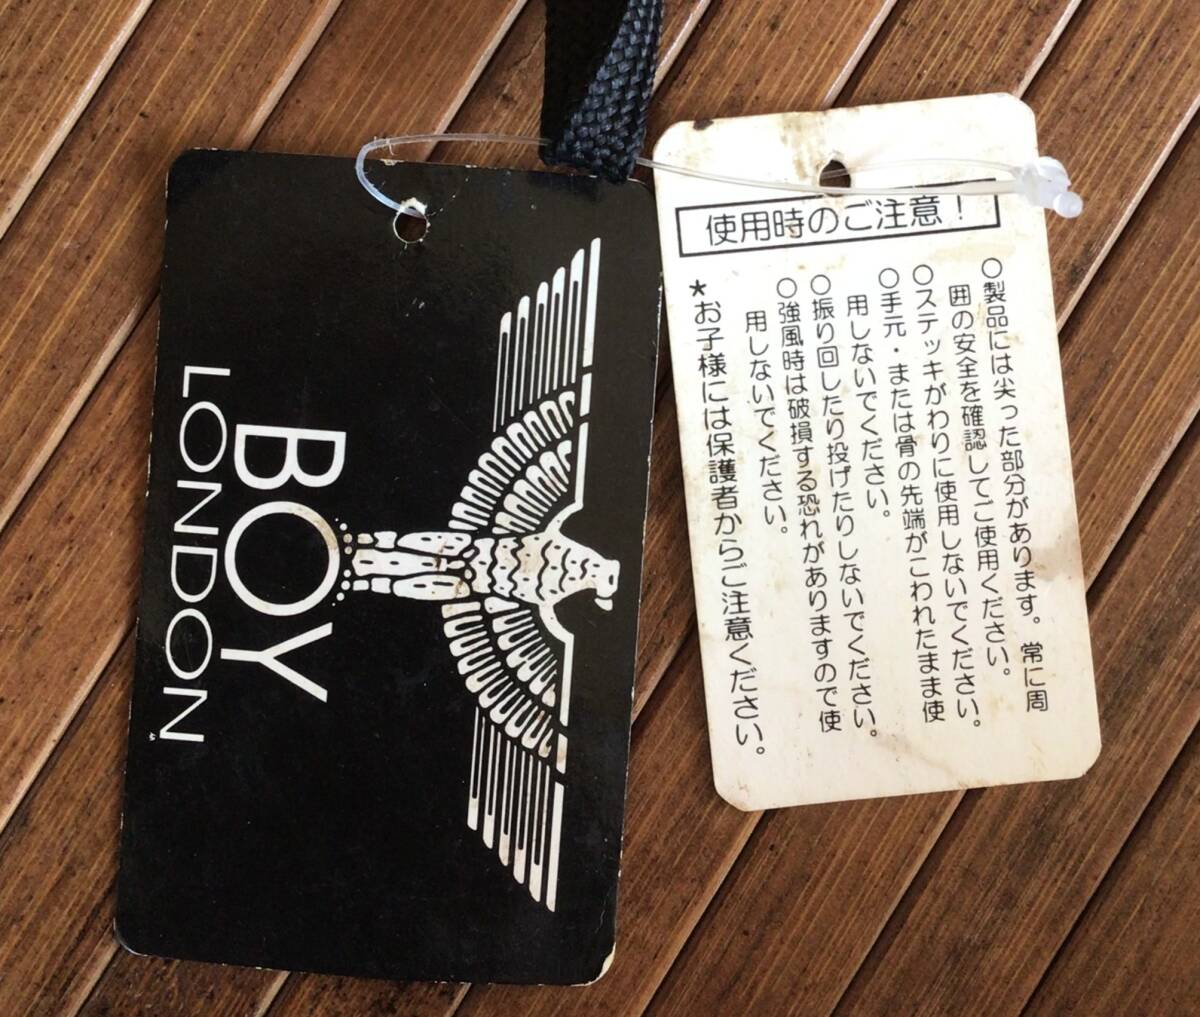 BOY
LONDON
使用時のご注意！
○製品には尖った部分があります。常に周
囲の安全を確認してご使用ください。
○ステッキがわりに使用しないでください。
○手元・または骨の先端がこわれたまま使
用しないでください。
○振り回したり投げたりしないでください。
○強風時は破損する恐れがありますので使
用しないでください。
★お子様には保護者からご注意ください。